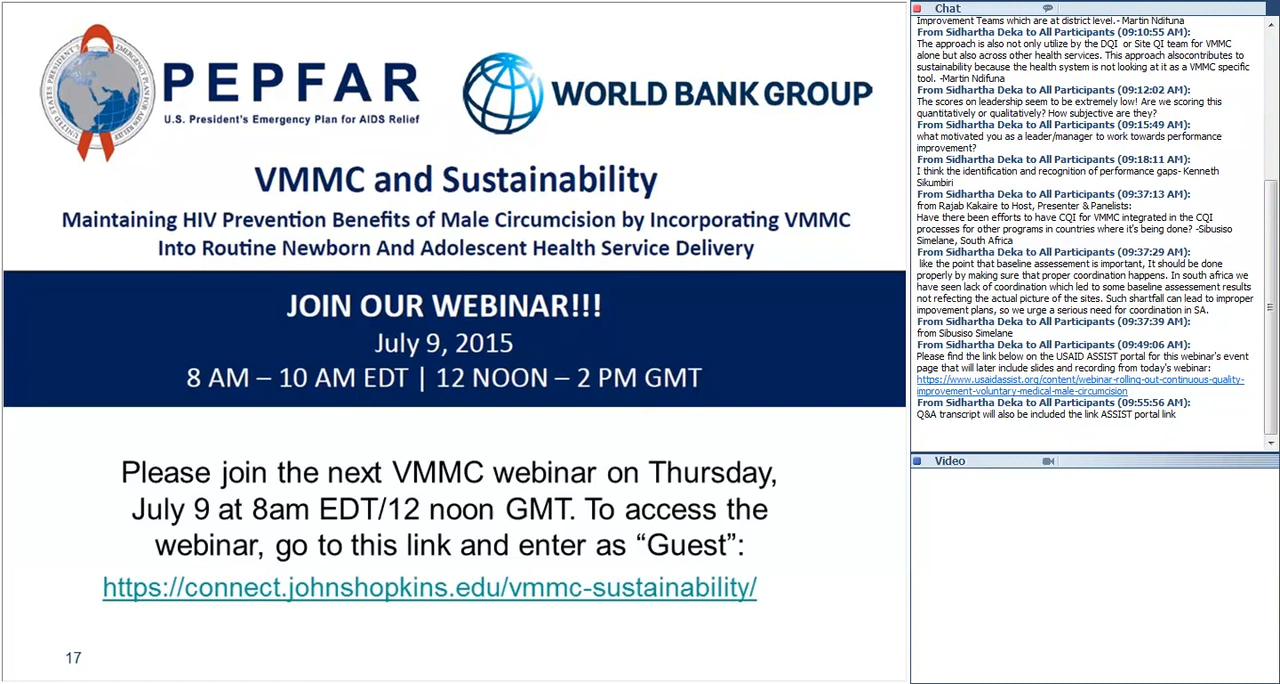 PEPFAR
U.S. President's Emergency Plan for AIDS Relief
UNITED STATES PRESIDENT'S EMERGENCY PLAN FOR AIDS RELIEF
WORLD BANK GROUP
VMMC and Sustainability
Maintaining HIV Prevention Benefits of Male Circumcision by Incorporating VMMC
Into Routine Newborn And Adolescent Health Service Delivery
JOIN OUR WEBINAR!!!
July 9, 2015
8 AM – 10 AM EDT | 12 NOON – 2 PM GMT
Please join the next VMMC webinar on Thursday,
July 9 at 8am EDT/12 noon GMT. To access the
webinar, go to this link and enter as “Guest”:
https://connect.johnshopkins.edu/vmmc-sustainability/
17
Chat
Improvement Teams which are at district level.- Martin Ndifuna
From Sidhartha Deka to All Participants (09:10:55 AM):
The approach is also not only utilize by the DQI or Site QI team for VMMC
alone but also across other health services. This approach alsocontributes to
sustainability because the health system is not looking at it as a VMMC specific
tool. -Martin Ndifuna
From Sidhartha Deka to All Participants (09:12:02 AM):
The scores on leadership seem to be extremely low! Are we scoring this
quantitatively or qualitatively? How subjective are they?
From Sidhartha Deka to All Participants (09:15:49 AM):
what motivated you as a leader/manager to work towards performance
improvement?
From Sidhartha Deka to All Participants (09:18:11 AM):
I think the identification and recognition of performance gaps- Kenneth
Sikumbiri
From Sidhartha Deka to All Participants (09:37:13 AM):
from Rajab Kakaire to Host, Presenter & Panelists:
Have there been efforts to have CQI for VMMC integrated in the CQI
processes for other programs in countries where it's being done? -Sibusiso
Simelane, South Africa
From Sidhartha Deka to All Participants (09:37:29 AM):
like the point that baseline assessment is important, It should be done
properly by making sure that proper coordination happens. In south africa we
have seen lack of coordination which led to some baseline assessment results
not refecting the actual picture of the sites. Such shartfall can lead to improper
impovement plans, so we urge a serious need for coordination in SA.
From Sidhartha Deka to All Participants (09:37:39 AM):
from Sibusiso Simelane
From Sidhartha Deka to All Participants (09:49:06 AM):
Please find the link below on the USAID ASSIST portal for this webinar's event
page that will later include slides and recording from today's webinar:
https://www.usaidassist.org/content/webinar-rolling-out-continuous-quality-
improvement-voluntary-medical-male-circumcision
From Sidhartha Deka to All Participants (09:55:56 AM):
Q&A transcript will also be included the link ASSIST portal link
Video